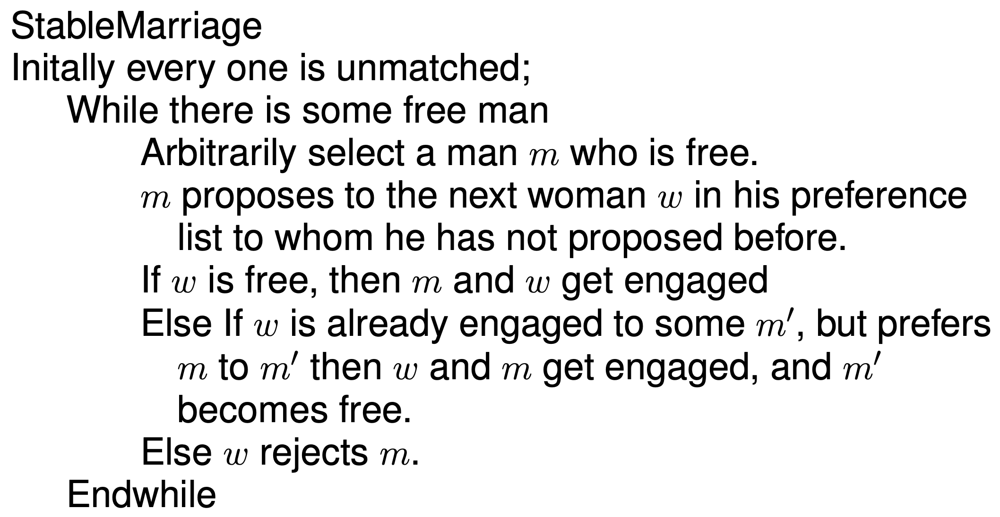 StableMarriage
Initally every one is unmatched;
While there is some free man
Arbitrarily select a man m who is free.
m proposes to the next woman w in his preference
list to whom he has not proposed before.
If w is free, then m and w get engaged
Else If w is already engaged to some m′, but prefers
m to m′ then w and m get engaged, and m′
becomes free.
Else w rejects m.
Endwhile